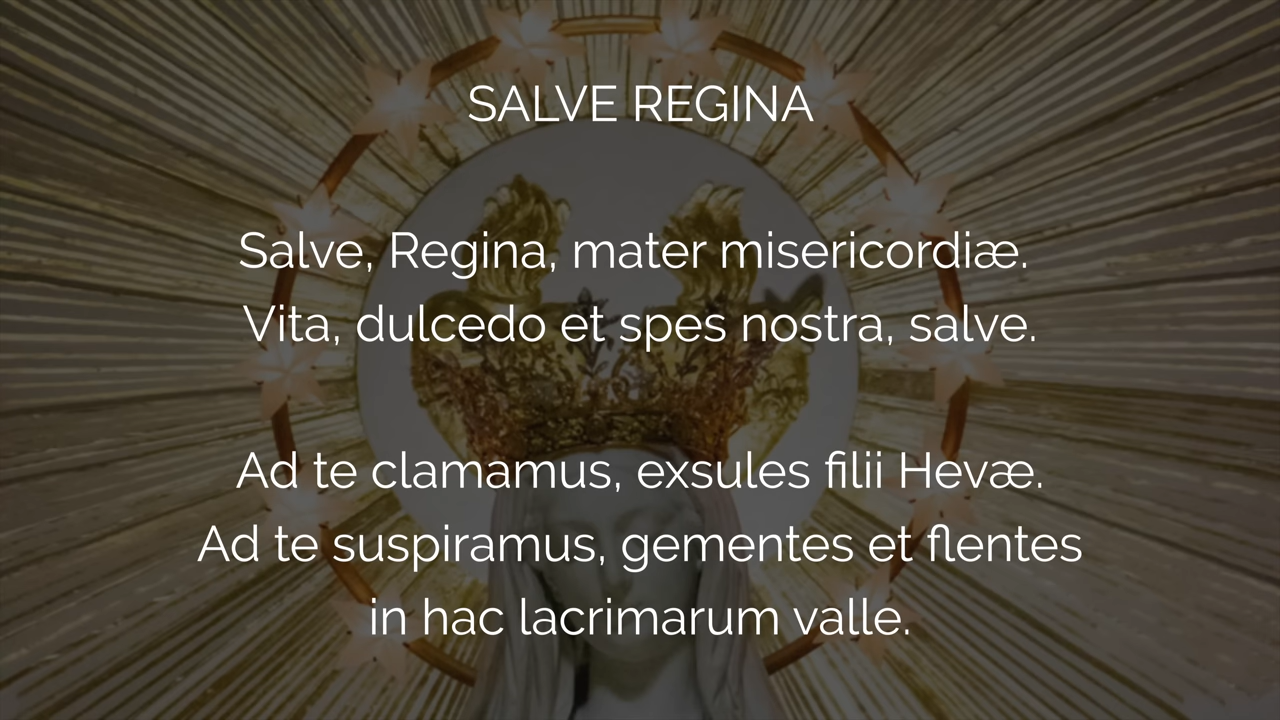 SALVE REGINA
Salve, Regina, mater misericordiæ.
Vita, dulcedo et spes nostra, salve.
Ad te clamamus, exsules filii Hevæ.
Ad te suspiramus, gementes et flentes
in hac lacrimarum valle.